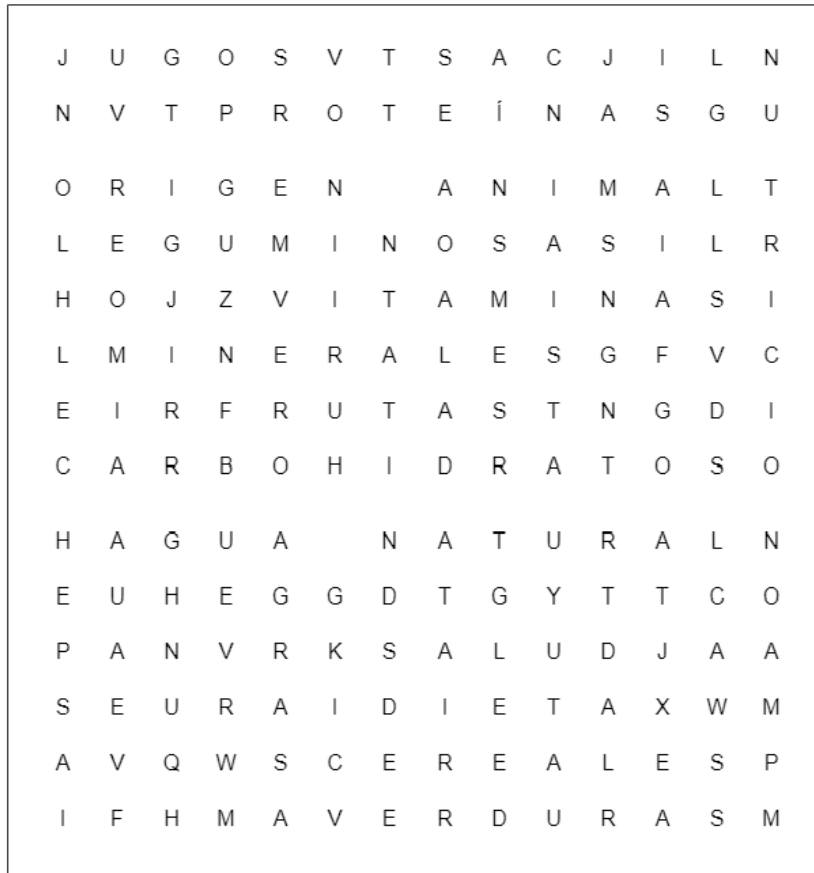 J U G O S V T S A C J I L N
N V T P R O T E Í N A S G U
O R I G E N A N I M A L T
L E G U M I N O S A S I L R
H O J Z V I T A M I N A S I
L M I N E R A L E S G F V C
E I R F R U T A S T N G D I
C A R B O H I D R A T O S O
H A G U A N A T U R A L N
E U H E G G D T G Y T T C O
P A N V R K S A L U D J A A
S E U R A I D I E T A X W M
A V Q W S C E R E A L E S P
I F H M A V E R D U R A S M